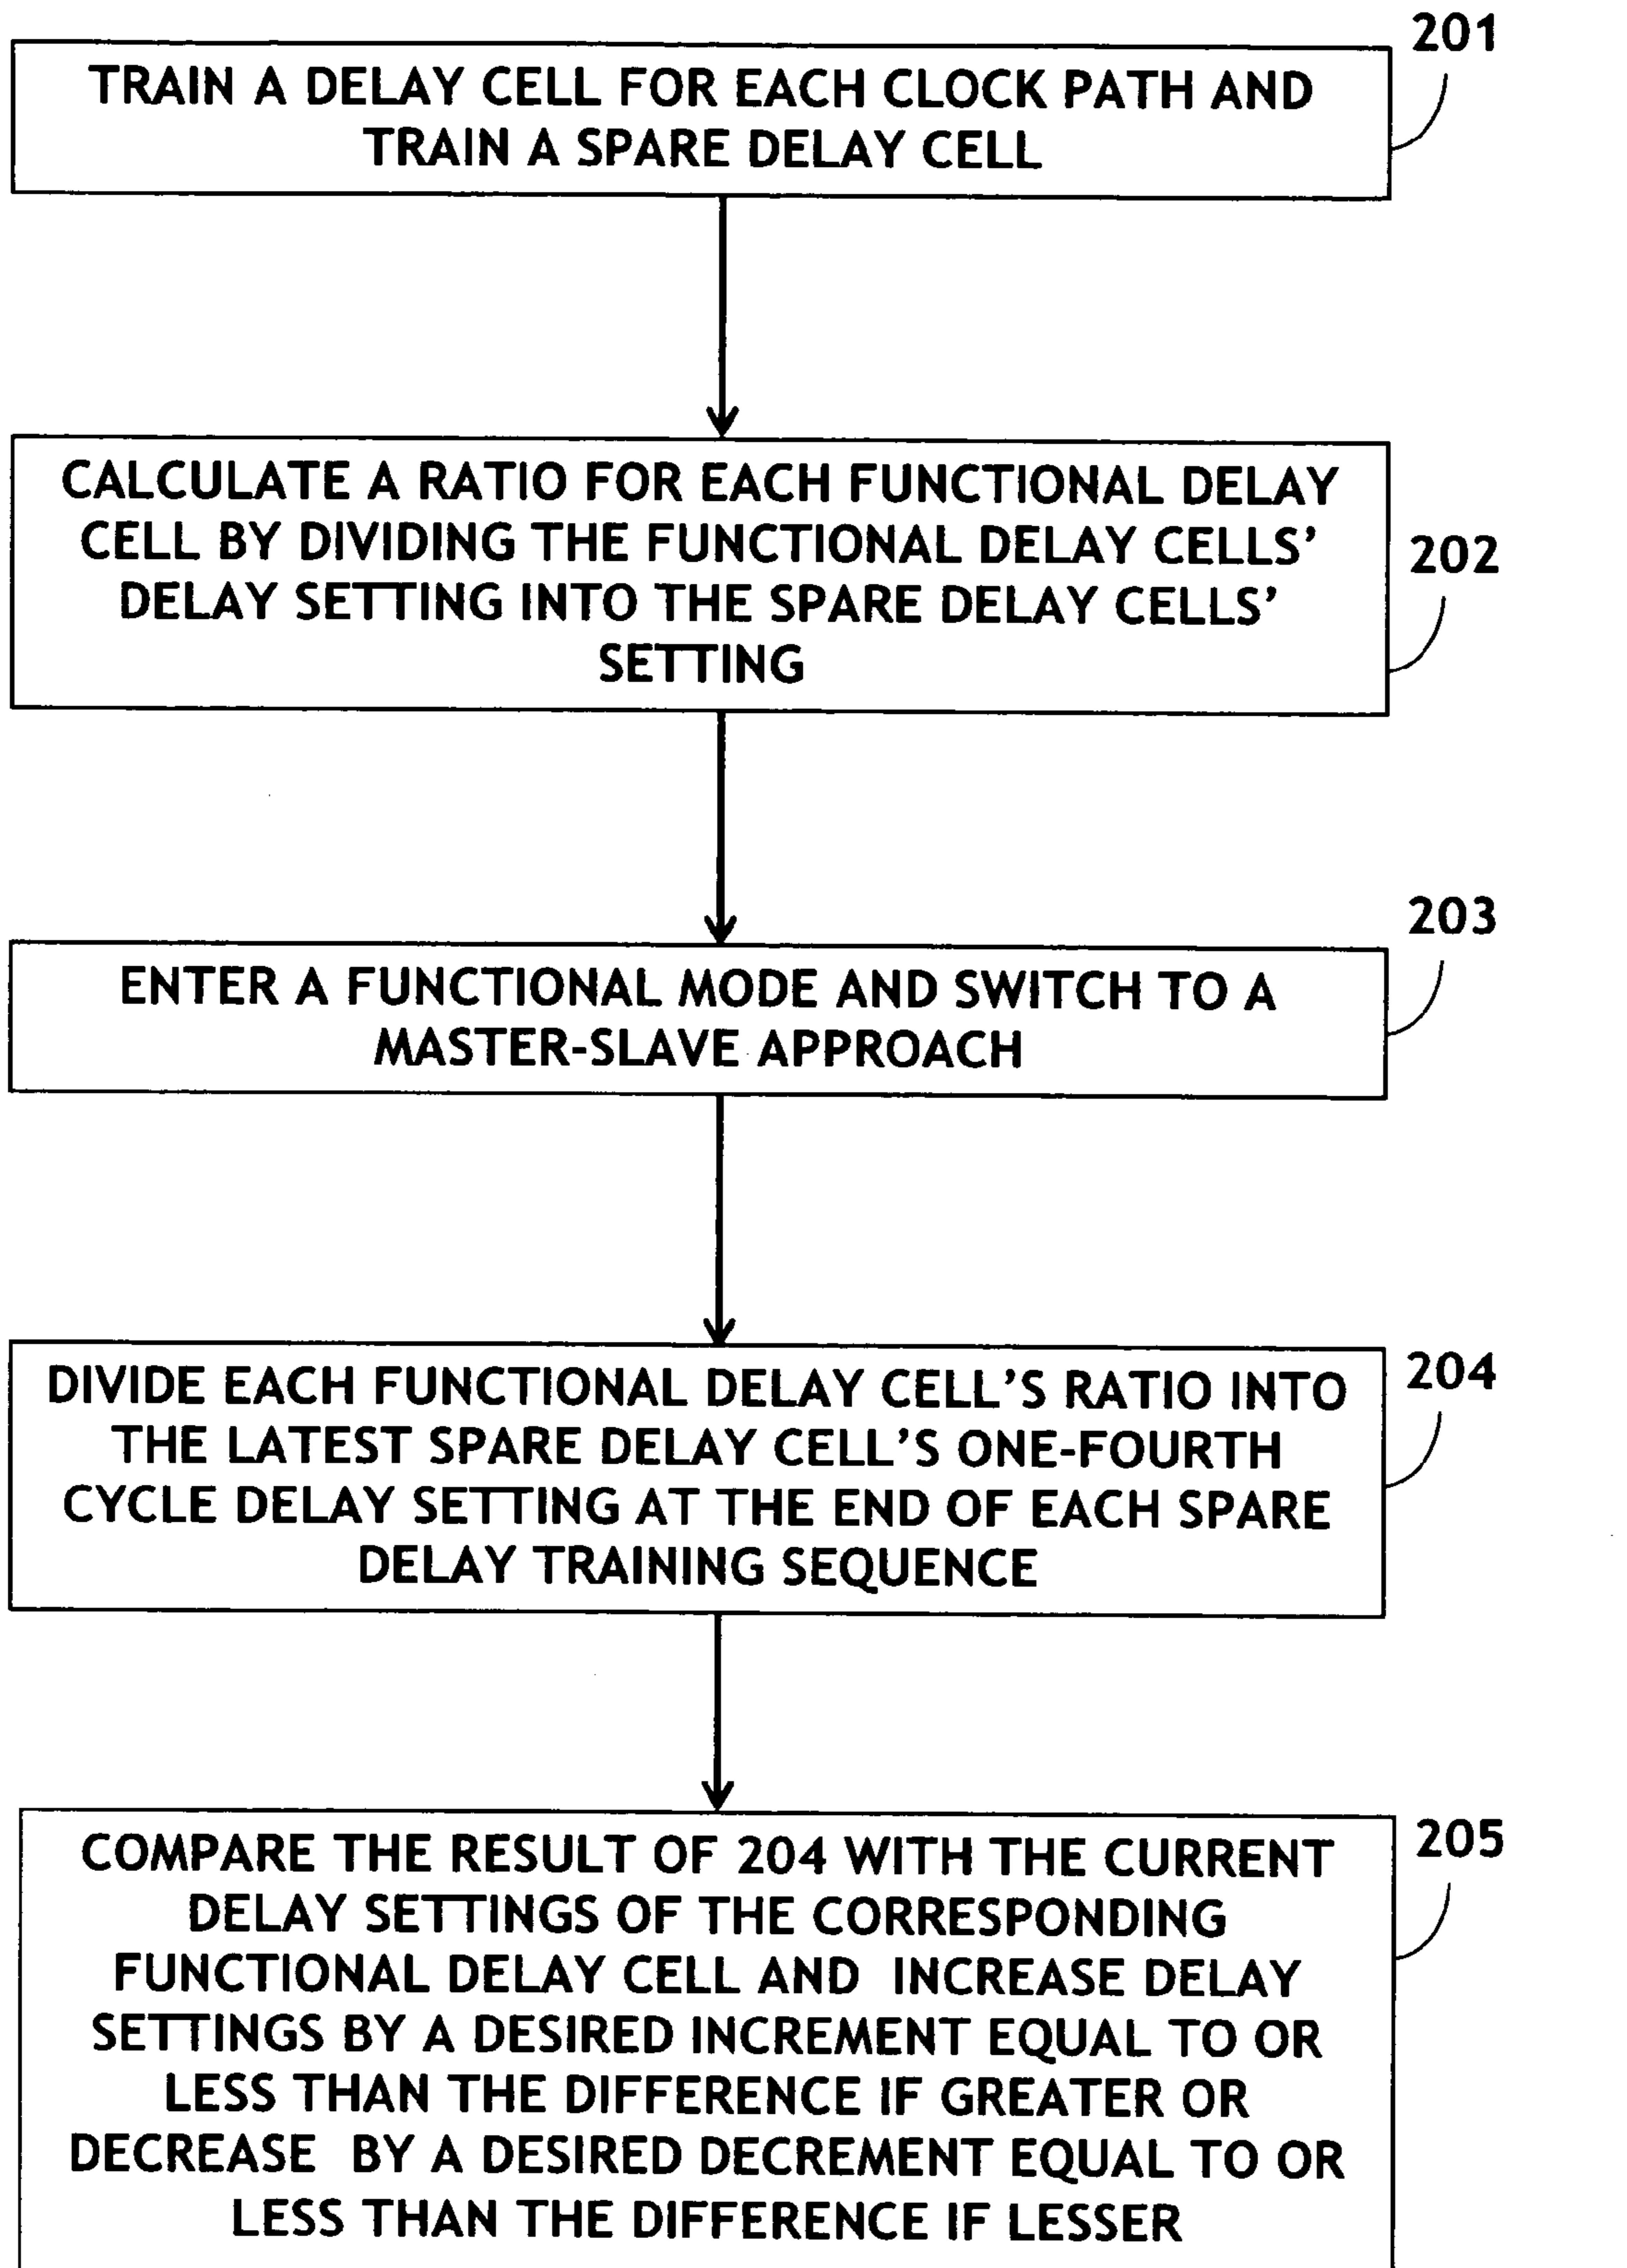 201
TRAIN A DELAY CELL FOR EACH CLOCK PATH AND
TRAIN A SPARE DELAY CELL
CALCULATE A RATIO FOR EACH FUNCTIONAL DELAY
CELL BY DIVIDING THE FUNCTIONAL DELAY CELLS'
DELAY SETTING INTO THE SPARE DELAY CELLS'
SETTING
202
203
ENTER A FUNCTIONAL MODE AND SWITCH TO A
MASTER-SLAVE APPROACH
204
DIVIDE EACH FUNCTIONAL DELAY CELL'S RATIO INTO
THE LATEST SPARE DELAY CELL'S ONE-FOURTH
CYCLE DELAY SETTING AT THE END OF EACH SPARE
DELAY TRAINING SEQUENCE
205
COMPARE THE RESULT OF 204 WITH THE CURRENT
DELAY SETTINGS OF THE CORRESPONDING
FUNCTIONAL DELAY CELL AND INCREASE DELAY
SETTINGS BY A DESIRED INCREMENT EQUAL TO OR
LESS THAN THE DIFFERENCE IF GREATER OR
DECREASE BY A DESIRED DECREMENT EQUAL TO OR
LESS THAN THE DIFFERENCE IF LESSER